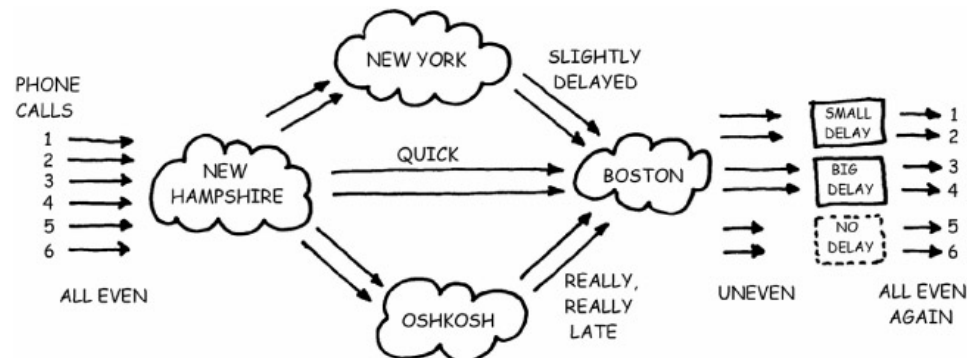 PHONE
CALLS
1
2
3
4
5
6
ALL EVEN
NEW
HAMPSHIRE
NEW YORK
SLIGHTLY
DELAYED
QUICK
BOSTON
OSHKOSH
REALLY,
REALLY
LATE
UNEVEN
SMALL
DELAY
BIG
DELAY
NO
DELAY
1
2
3
4
5
6
ALL EVEN
AGAIN